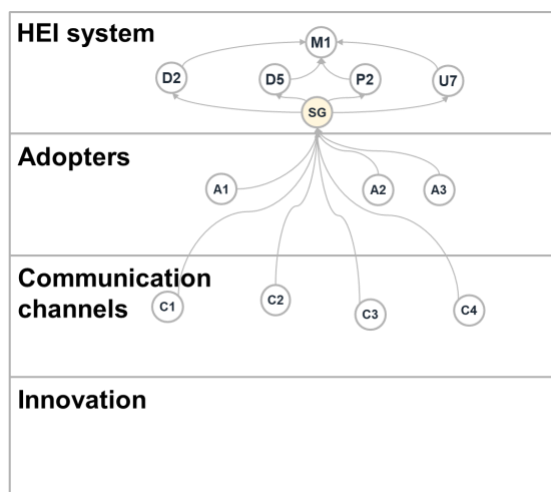 HEI system
M1
D2
D5
P2
U7
SG
Adopters
A1
A2
A3
Communication
channels
C1
C2
C3
C4
Innovation